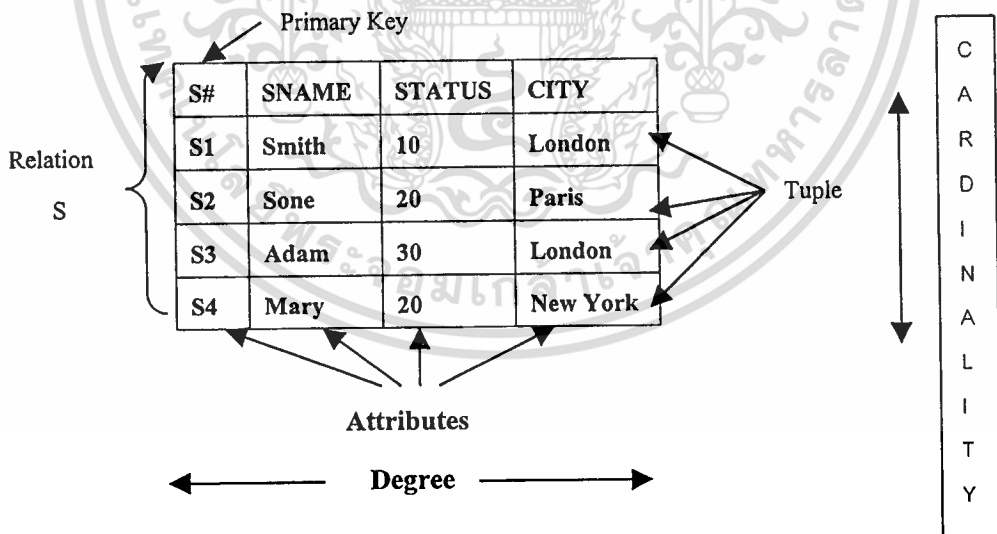 Primary Key
S# SNAME STATUS CITY
S1 Smith 10 London
S2 Sone 20 Paris
S3 Adam 30 London
S4 Mary 20 New York
Relation
S
Tuple
Attributes
Degree
C
A
R
D
I
N
A
L
I
T
Y